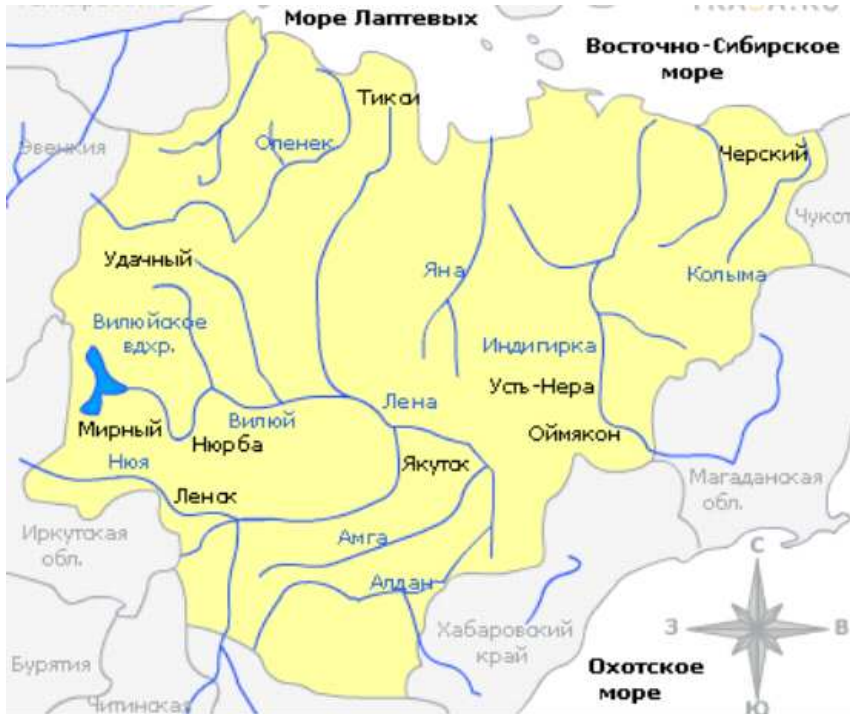 Море Лаптевых
Восточно-Сибирское
море
Тикси
Эвенкия
Оленек
Черский
Чукот
Удачный
Яна
Колыма
Вилюйское
вдхр.
Индигирка
Усть-Нера
Лена
Мирный
Вилюй
Нюрба
Оймякон
Нюя
Якутск
Магаданская
обл.
Ленск
Иркутская
обл.
Амга
С
Алдан
З
В
Хабаровский
край
Бурятия
Охотское
море
Читинская
Ю